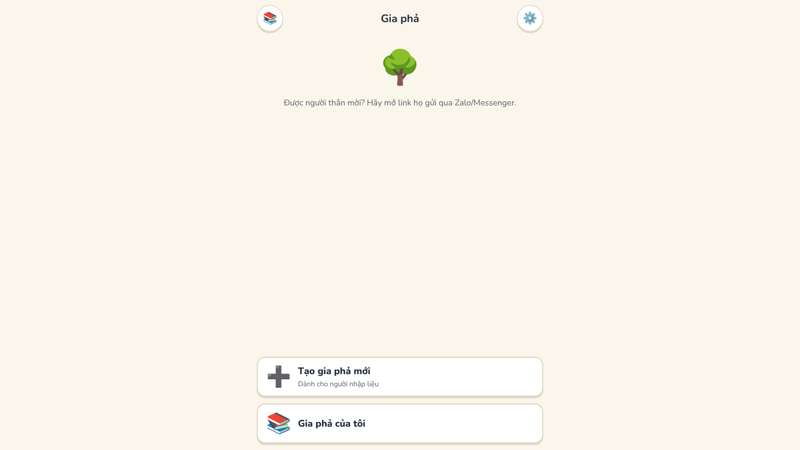 Gia phả
Được người thân mời? Hãy mở link họ gửi qua Zalo/Messenger.
Tạo gia phả mới
Dành cho người nhập liệu
Gia phả của tôi